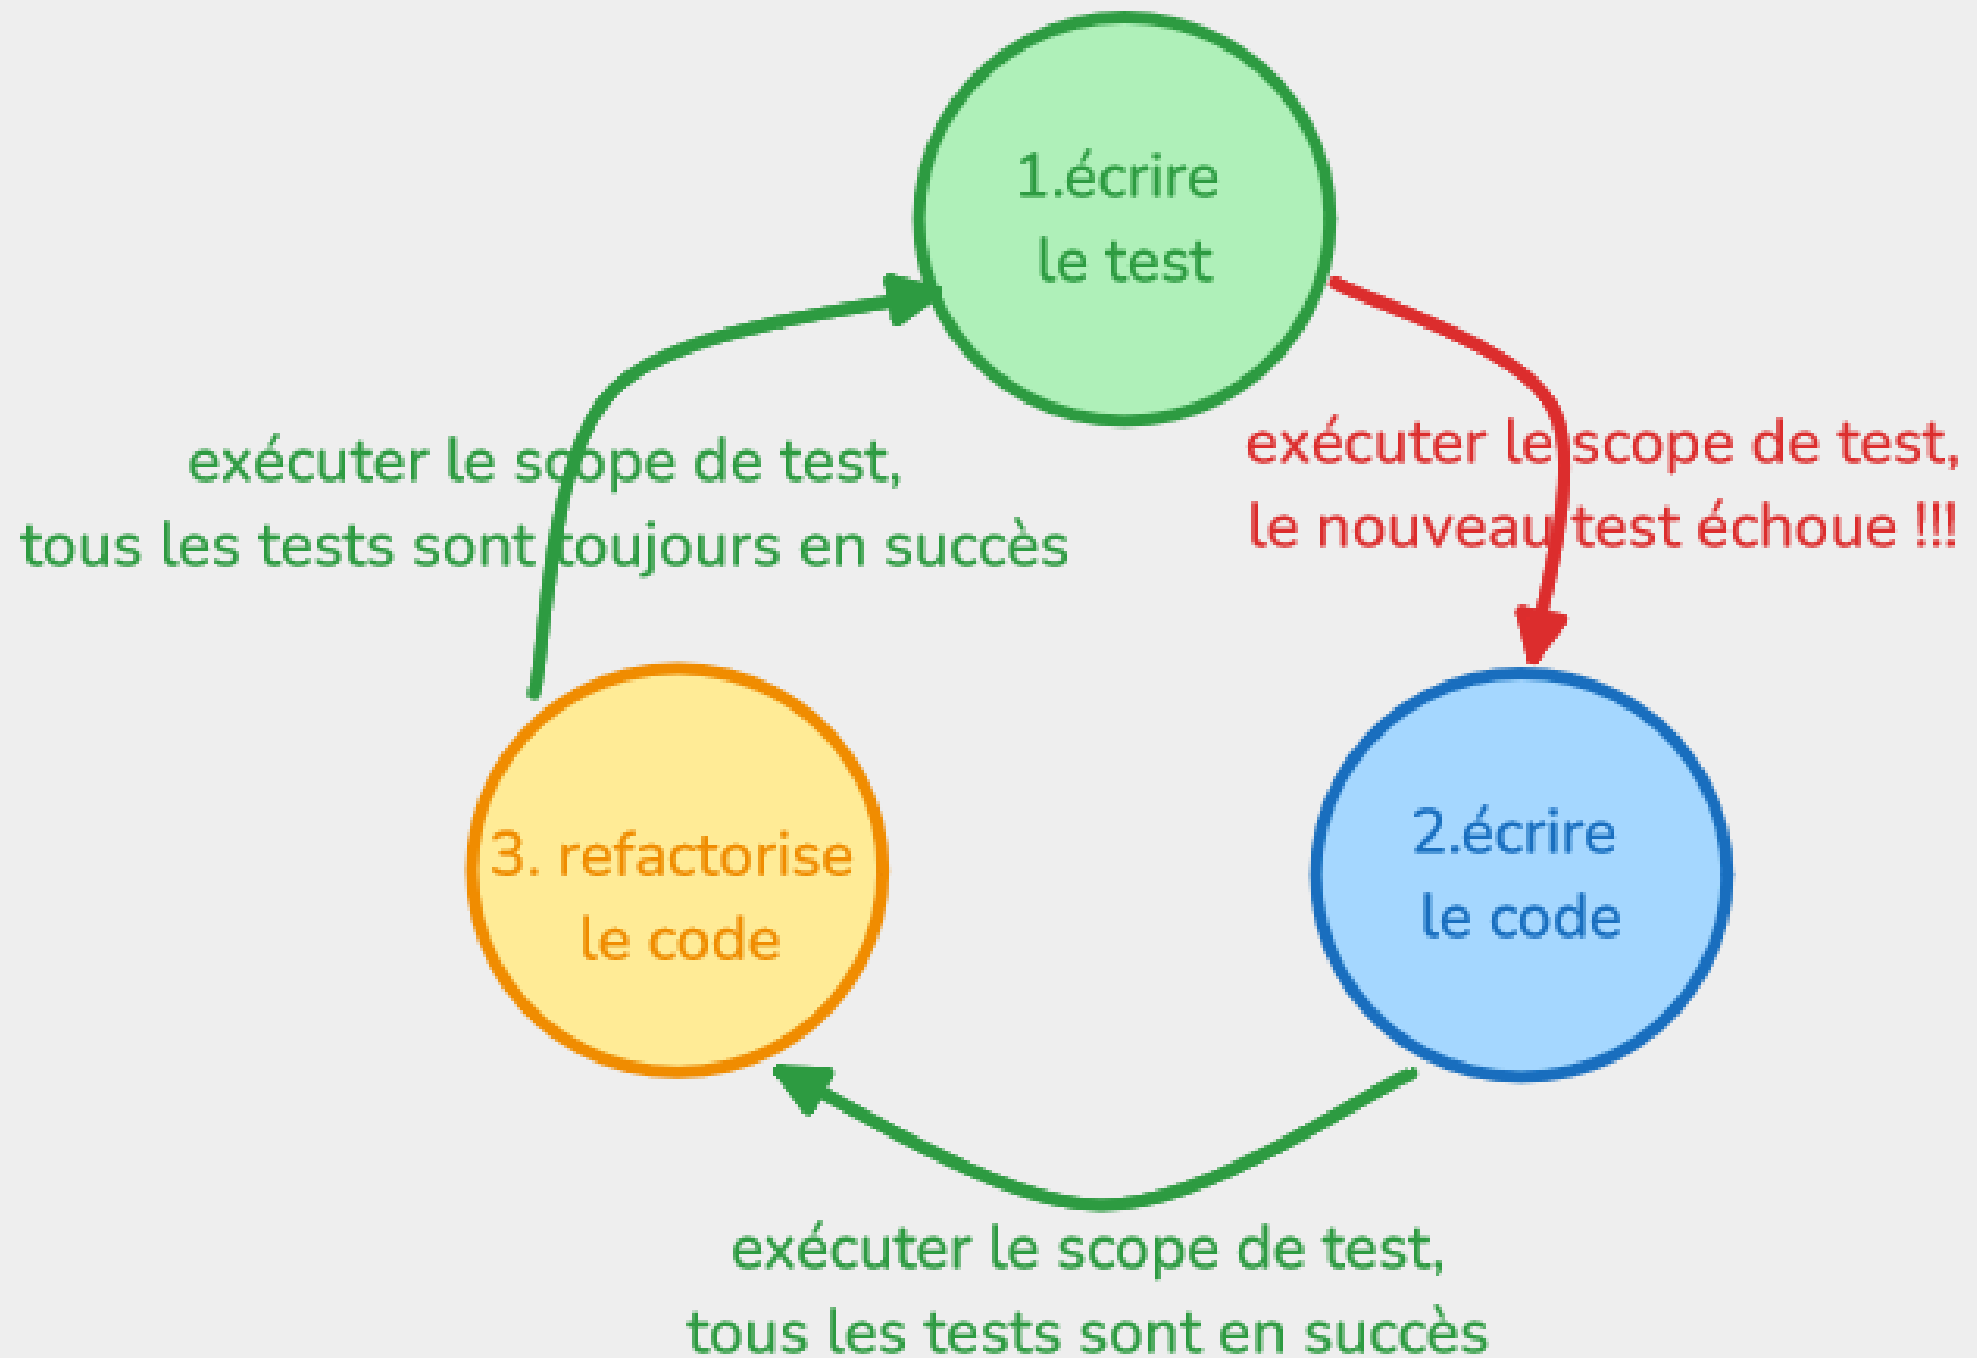 1.écrire
le test
exécuter le scope de test,
le nouveau test échoue !!!
exécuter le scope de test,
tous les tests sont toujours en succès
2.écrire
le code
3. refactorise
le code
exécuter le scope de test,
tous les tests sont en succès